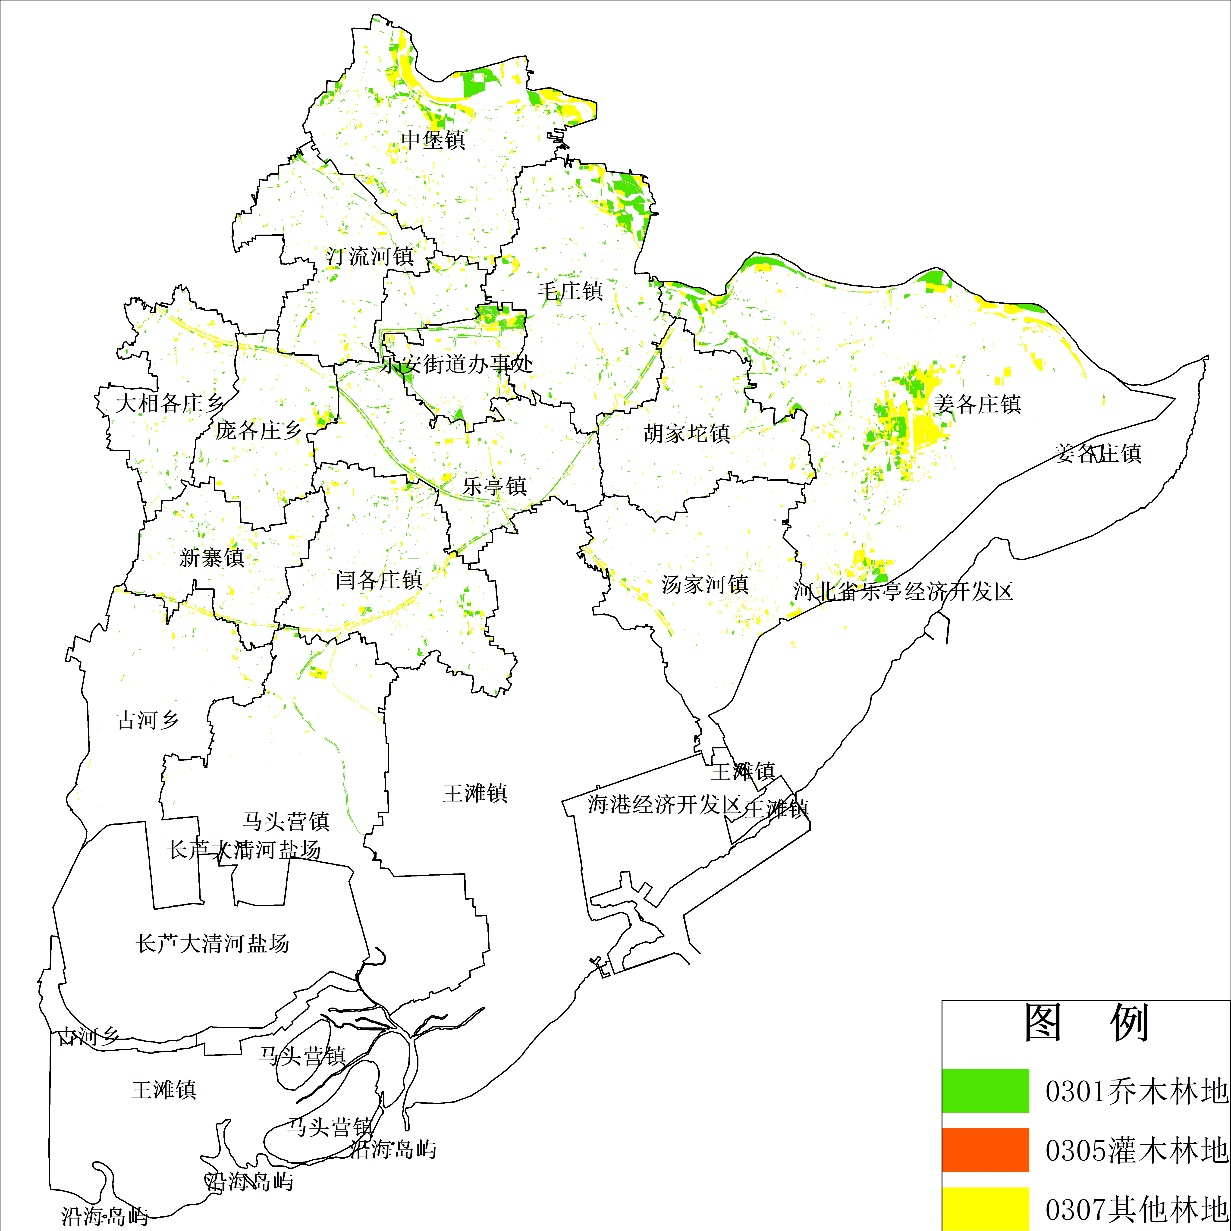 中堡镇
汀流河镇
毛庄镇
乐安街道办事处
大相各庄乡
庞各庄乡
姜各庄镇
胡家坨镇
姜各庄镇
乐亭镇
新寨镇
闫各庄镇
汤家河镇
河北省乐亭经济开发区
古河乡
王滩镇
王滩镇
海港经济开发区
王滩镇
马头营镇
长芦大清河盐场
长芦大清河盐场
古河乡
马头营镇
王滩镇
马头营镇
沿海岛屿
沿海岛屿
沿海岛屿
图 例
0301乔木林地
0305灌木林地
0307其他林地